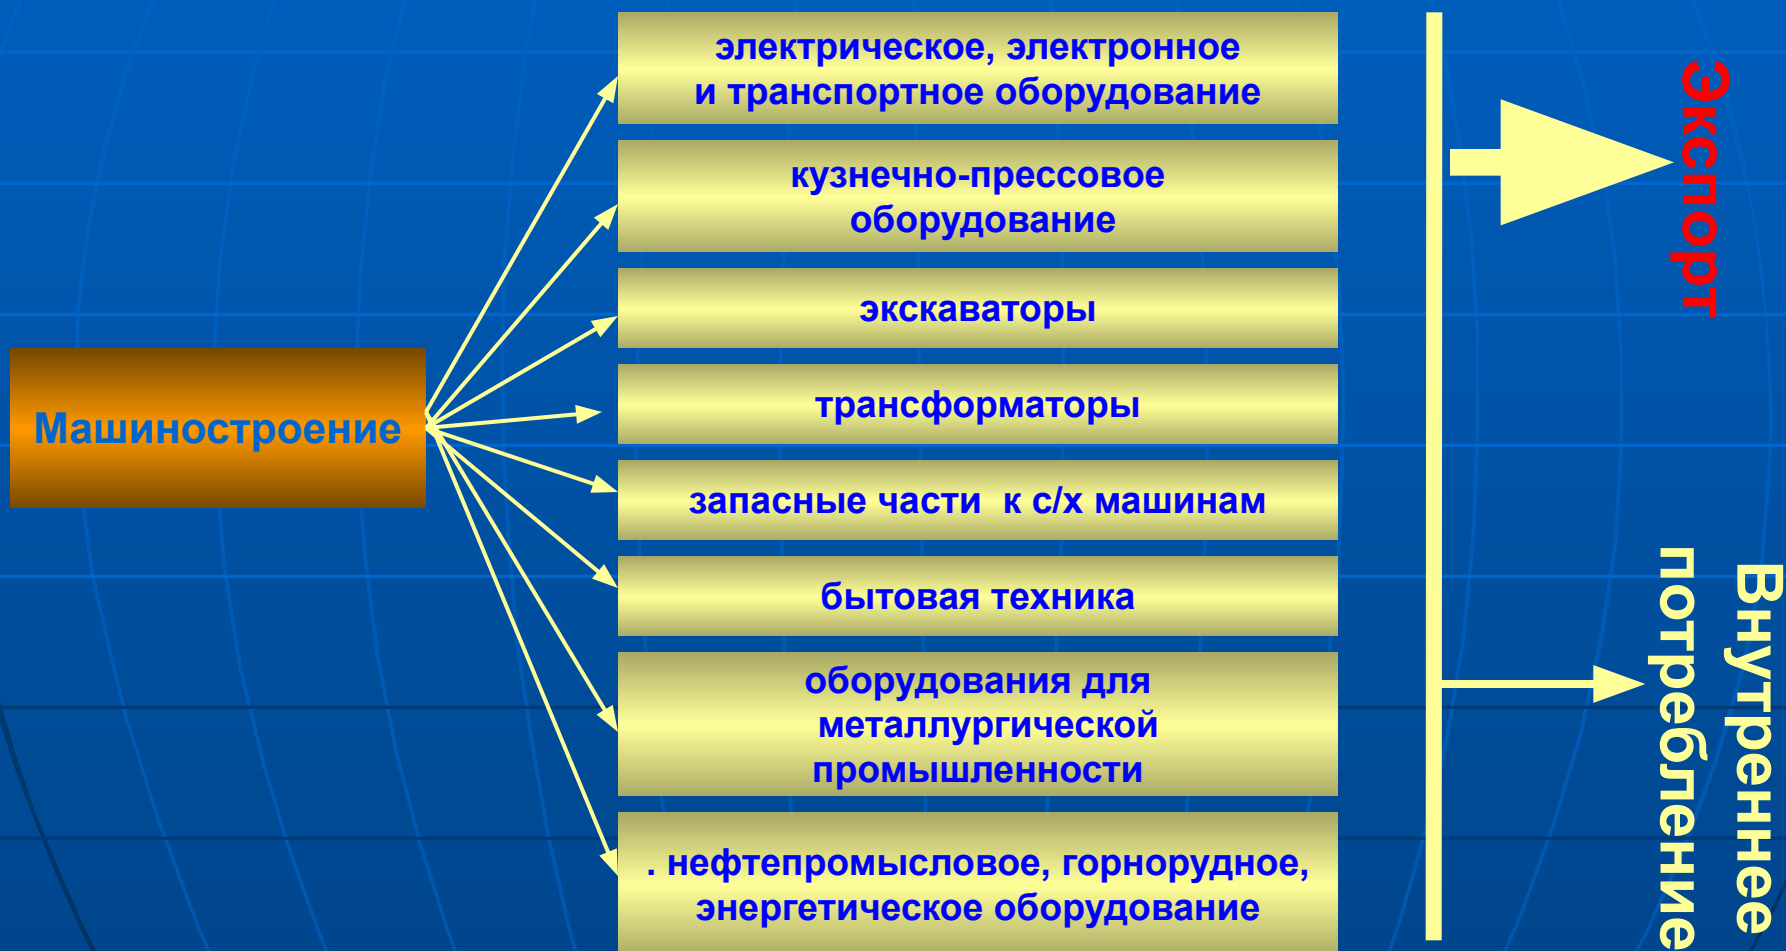 Машиностроение
электрическое, электронное
и транспортное оборудование
кузнечно-прессовое
оборудование
экскаваторы
трансформаторы
запасные части к с/х машинам
бытовая техника
оборудования для
металлургической
промышленности
. нефтепромысловое, горнорудное,
энергетическое оборудование
Экспорт
Внутреннее
потребление